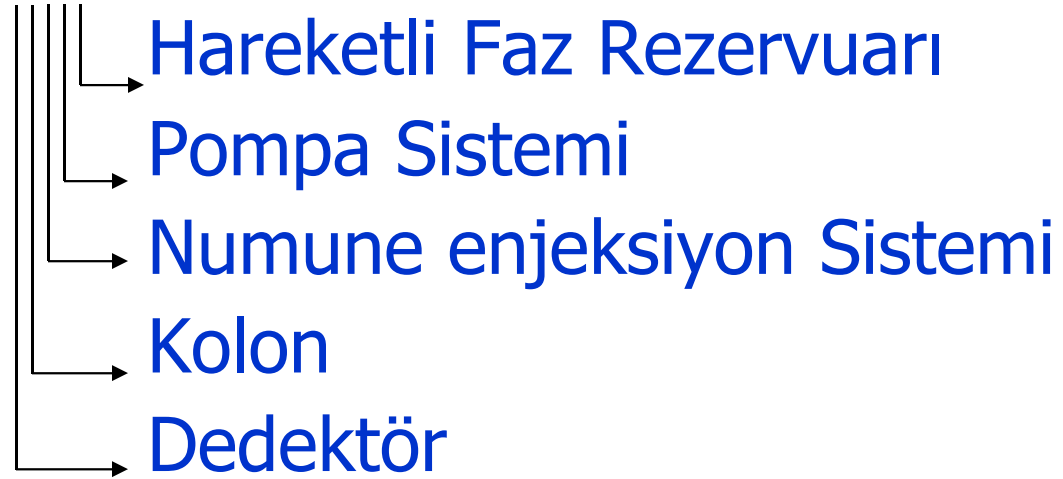 Hareketli Faz Rezervuarı
Pompa Sistemi
Numune enjeksiyon Sistemi
Kolon
Dedektör